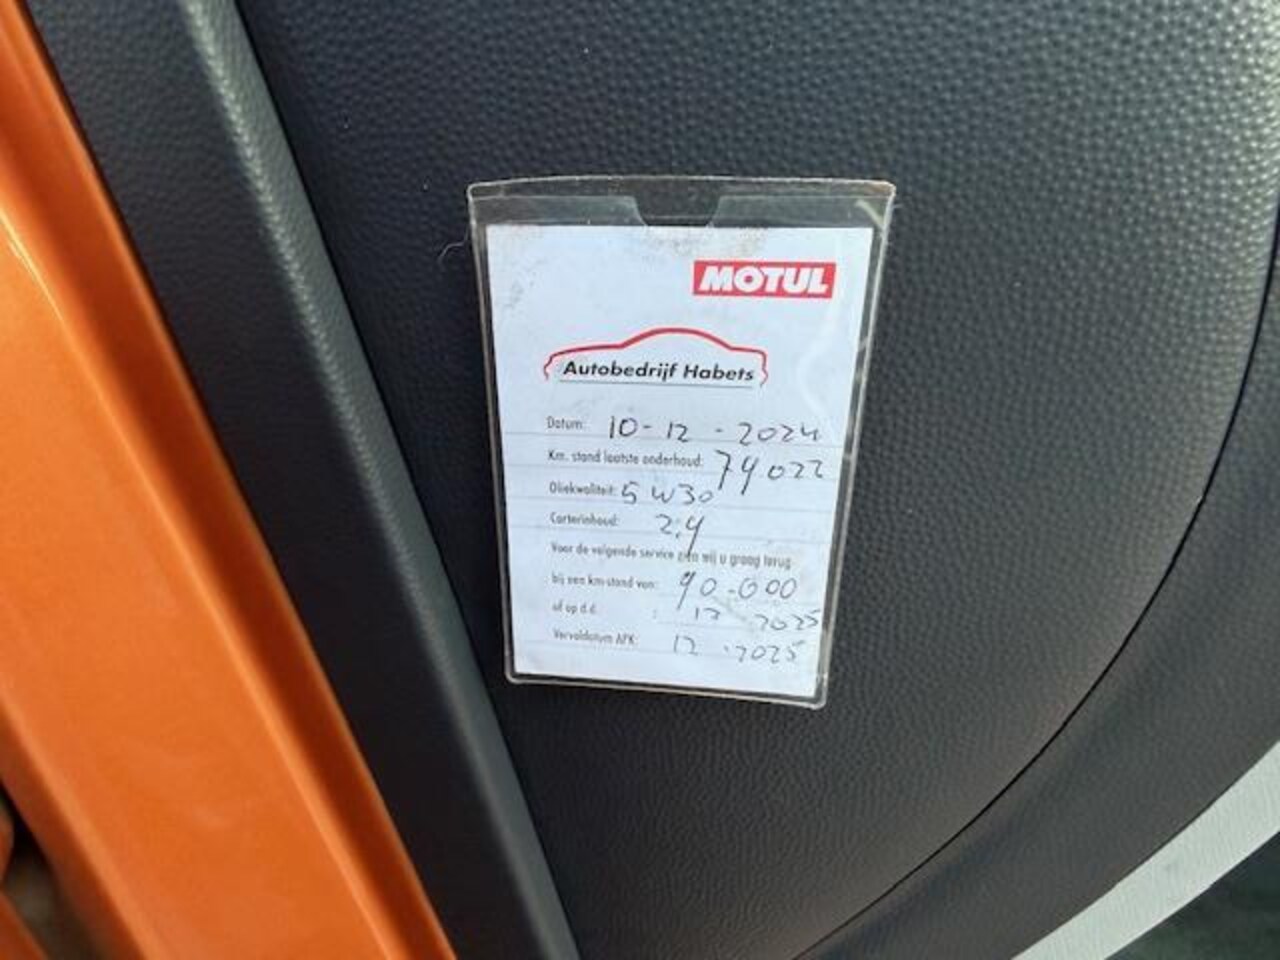 MOTUL
Autobedrijf Habets
Datum: 10-12-2024
Km. stand laatste onderhoud: 74022
Oliekwaliteit: 5W30
Carterinhoud: 2,4
Voor de volgende service zien wij u graag terug
bij een km-stand van: 90.000
of op d.d. : 12 2025
Vervaldatum APK: 12.2025